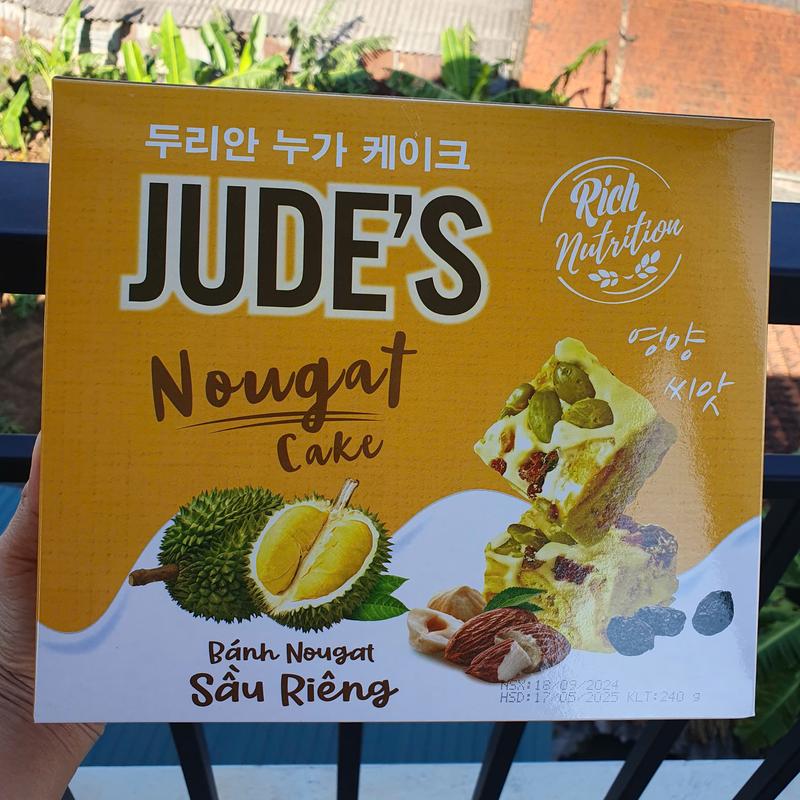 두리안 누가 케이크
JUDE'S
Rich
Nutrition
영양
씨앗
Nougat
Cake
Bánh Nougat
Sầu Riêng
NSX:18/09/2024
HSD:17/05/2025 KLT:240 g